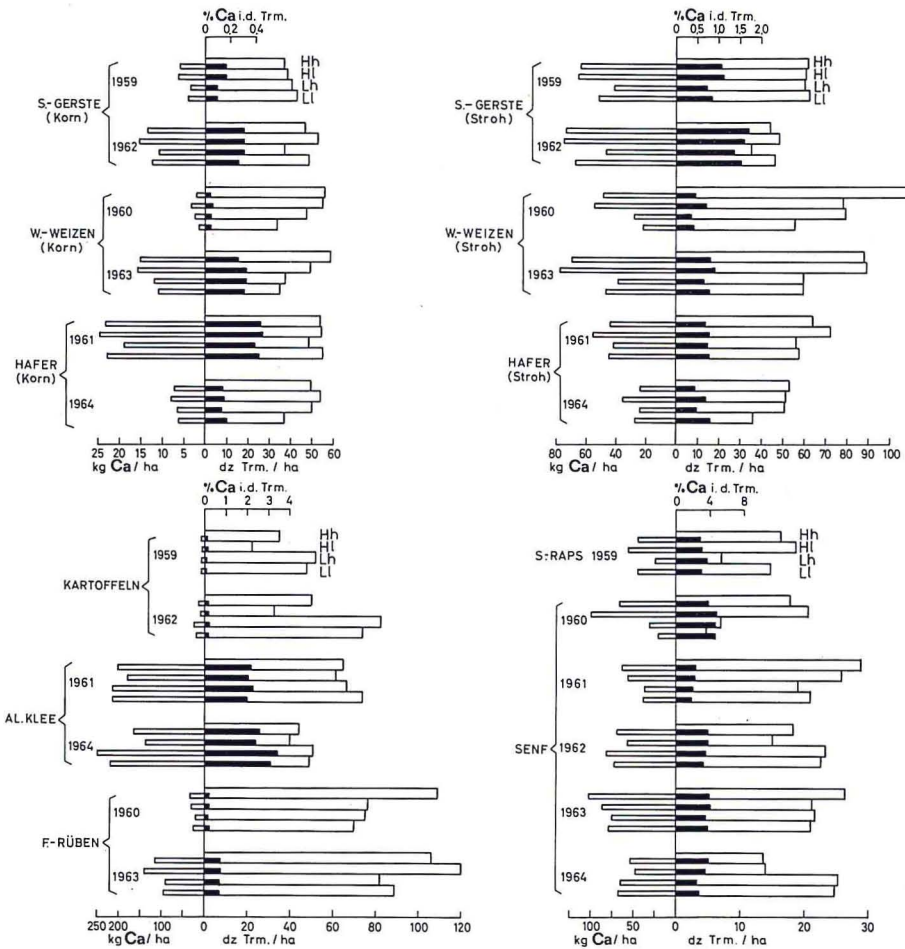 %Ca i.d. Trm.
0 0,2 0,4
S.-GERSTE
(Korn)
1959
Hh
Hl
Lh
Ll
1962
W.-WEIZEN
(Korn)
1960
1963
HAFER
(Korn)
1961
1964
25 20 15 10 5 0 10 20 30 40 50 60
kg Ca/ha dz Trm./ha
%Ca i.d. Trm.
0 0,5 1,0 1,5 2,0
S.-GERSTE
(Stroh)
1959
Hh
Hl
Lh
Ll
1962
W.-WEIZEN
(Stroh)
1960
1963
HAFER
(Stroh)
1961
1964
80 60 40 20 0 10 20 30 40 50 60 70 80 90 100
kg Ca/ha dz Trm./ha
%Ca i.d. Trm.
0 1 2 3 4
KARTOFFELN
1959
Hh
Hl
Lh
Ll
1962
AL.KLEE
1961
1964
F.-RÜBEN
1960
1963
250 200 150 100 50 0 20 40 60 80 100 120
kg Ca/ha dz Trm./ha
%Ca i.d. Trm.
0 4 8
S.-RAPS 1959
Hh
Hl
Lh
Ll
SENF
1960
1961
1962
1963
1964
100 50 0 10 20 30
kg Ca/ha dz Trm./ha